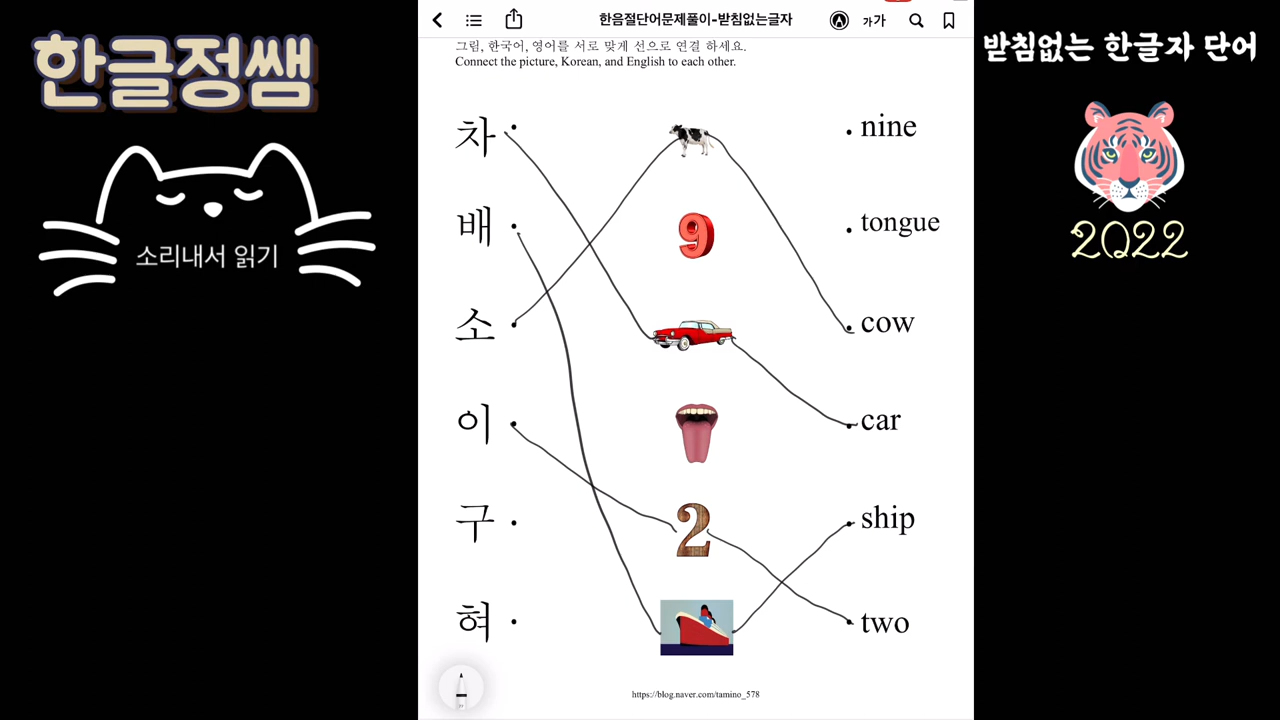 한글정쌤
소리내서 읽기
한음절단어문제풀이-받침없는글자
가가
그림, 한국어, 영어를 서로 맞게 선으로 연결 하세요.
Connect the picture, Korean, and English to each other.
차
배
소
이
구
혀
9
2
nine
tongue
cow
car
ship
two
https://blog.naver.com/tamino_578
받침없는 한글자 단어
2022